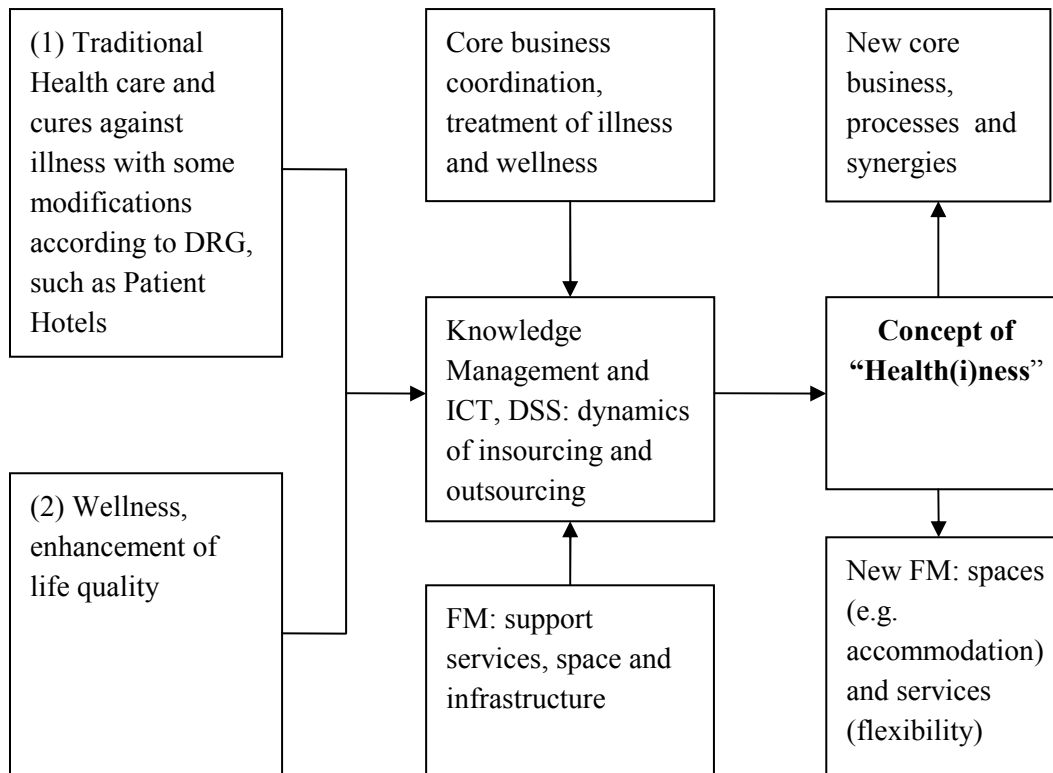 (1) Traditional
Health care and
cures against
illness with some
modifications
according to DRG,
such as Patient
Hotels
(2) Wellness,
enhancement of
life quality
Core business
coordination,
treatment of illness
and wellness
Knowledge
Management and
ICT, DSS: dynamics
of insourcing and
outsourcing
FM: support
services, space and
infrastructure
New core
business,
processes and
synergies
Concept of
“Health(i)ness”
New FM: spaces
(e.g.
accommodation)
and services
(flexibility)